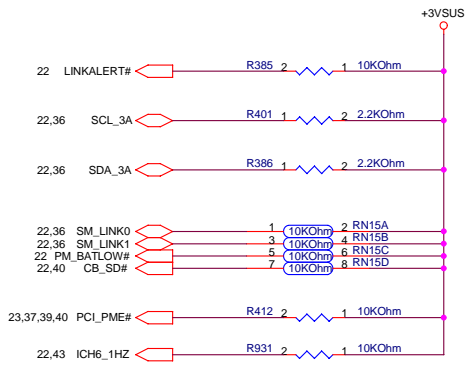 +3VSUS
22 LINKALERT# R385 2 1 10KOhm
22,36 SCL_3A R401 1 2 2.2KOhm
22,36 SDA_3A R386 1 2 2.2KOhm
22,36 SM_LINK0 1 10KOhm 2 RN15A
22,36 SM_LINK1 3 10KOhm 4 RN15B
22 PM_BATLOW# 5 10KOhm 6 RN15C
22,40 CB_SD# 7 10KOhm 8 RN15D
23,37,39,40 PCI_PME# R412 2 1 10KOhm
22,43 ICH6_1HZ R931 2 1 10KOhm